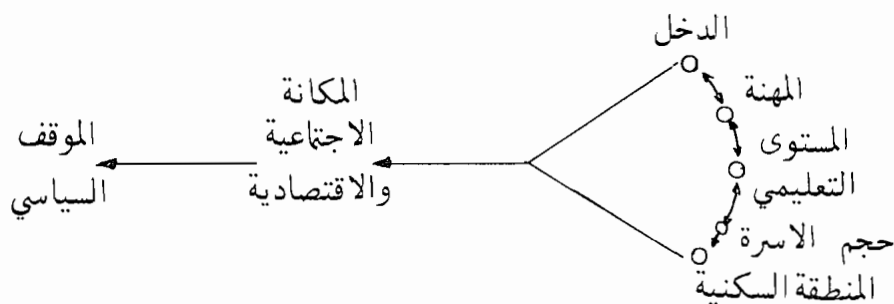 الدخل
المهنة
المستوى
التعليمي
حجم الاسرة
المنطقة السكنية
المكانة
الاجتماعية
والاقتصادية
الموقف
السياسي